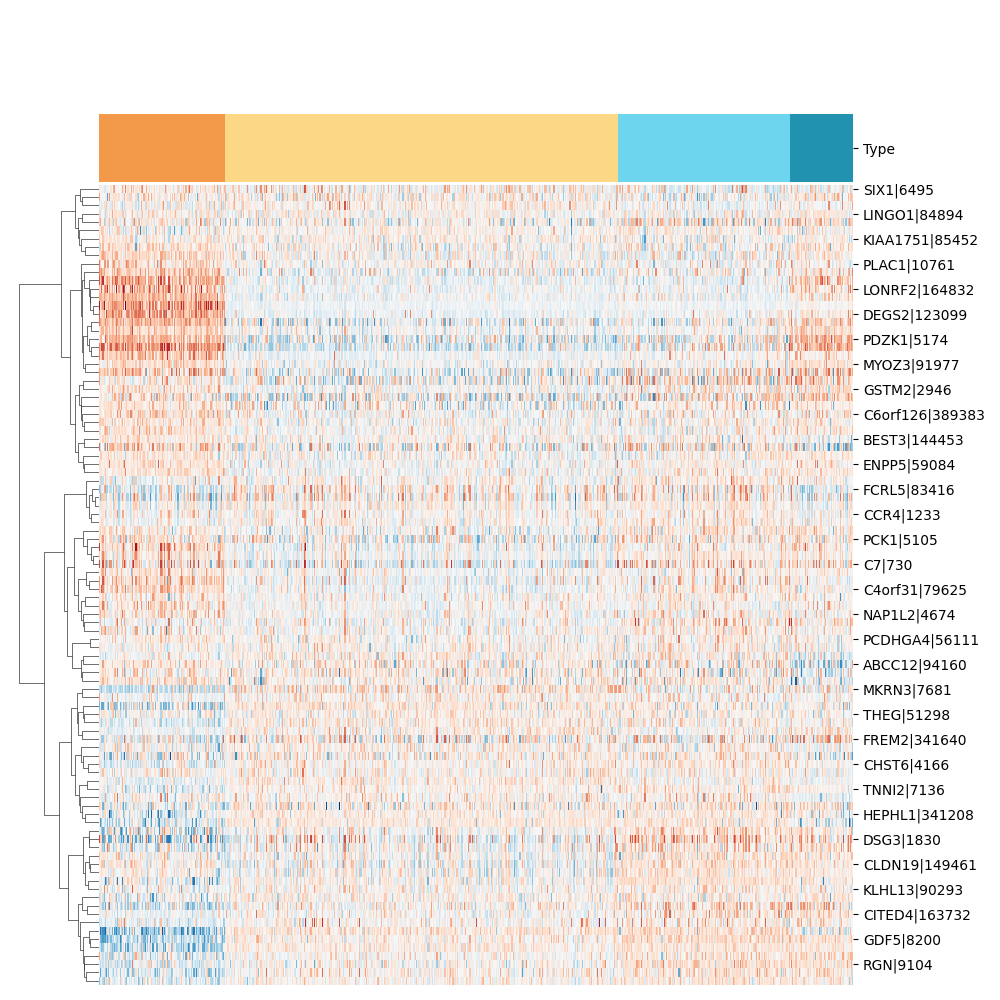 Type
SIX1|6495
LINGO1|84894
KIAA1751|85452
PLAC1|10761
LONRF2|164832
DEGS2|123099
PDZK1|5174
MYOZ3|91977
GSTM2|2946
C6orf126|389383
BEST3|144453
ENPP5|59084
FCRL5|83416
CCR4|1233
PCK1|5105
C7|730
C4orf31|79625
NAP1L2|4674
PCDHGA4|56111
ABCC12|94160
MKRN3|7681
THEG|51298
FREM2|341640
CHST6|4166
TNNI2|7136
HEPHL1|341208
DSG3|1830
CLDN19|149461
KLHL13|90293
CITED4|163732
GDF5|8200
RGN|9104